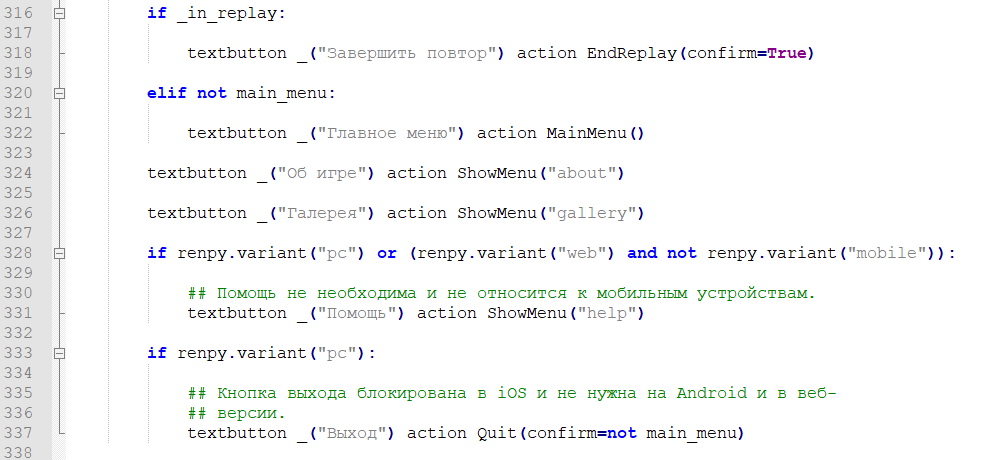 316 if _in_replay:
317
318 textbutton _("Завершить повтор") action EndReplay(confirm=True)
319
320 elif not main_menu:
321
322 textbutton _("Главное меню") action MainMenu()
323
324 textbutton _("Об игре") action ShowMenu("about")
325
326 textbutton _("Галерея") action ShowMenu("gallery")
327
328 if renpy.variant("pc") or (renpy.variant("web") and not renpy.variant("mobile")):
329
330 ## Помощь не необходима и не относится к мобильным устройствам.
331 textbutton _("Помощь") action ShowMenu("help")
332
333 if renpy.variant("pc"):
334
335 ## Кнопка выхода блокирована в iOS и не нужна на Android и в веб-
336 ## версии.
337 textbutton _("Выход") action Quit(confirm=not main_menu)
338